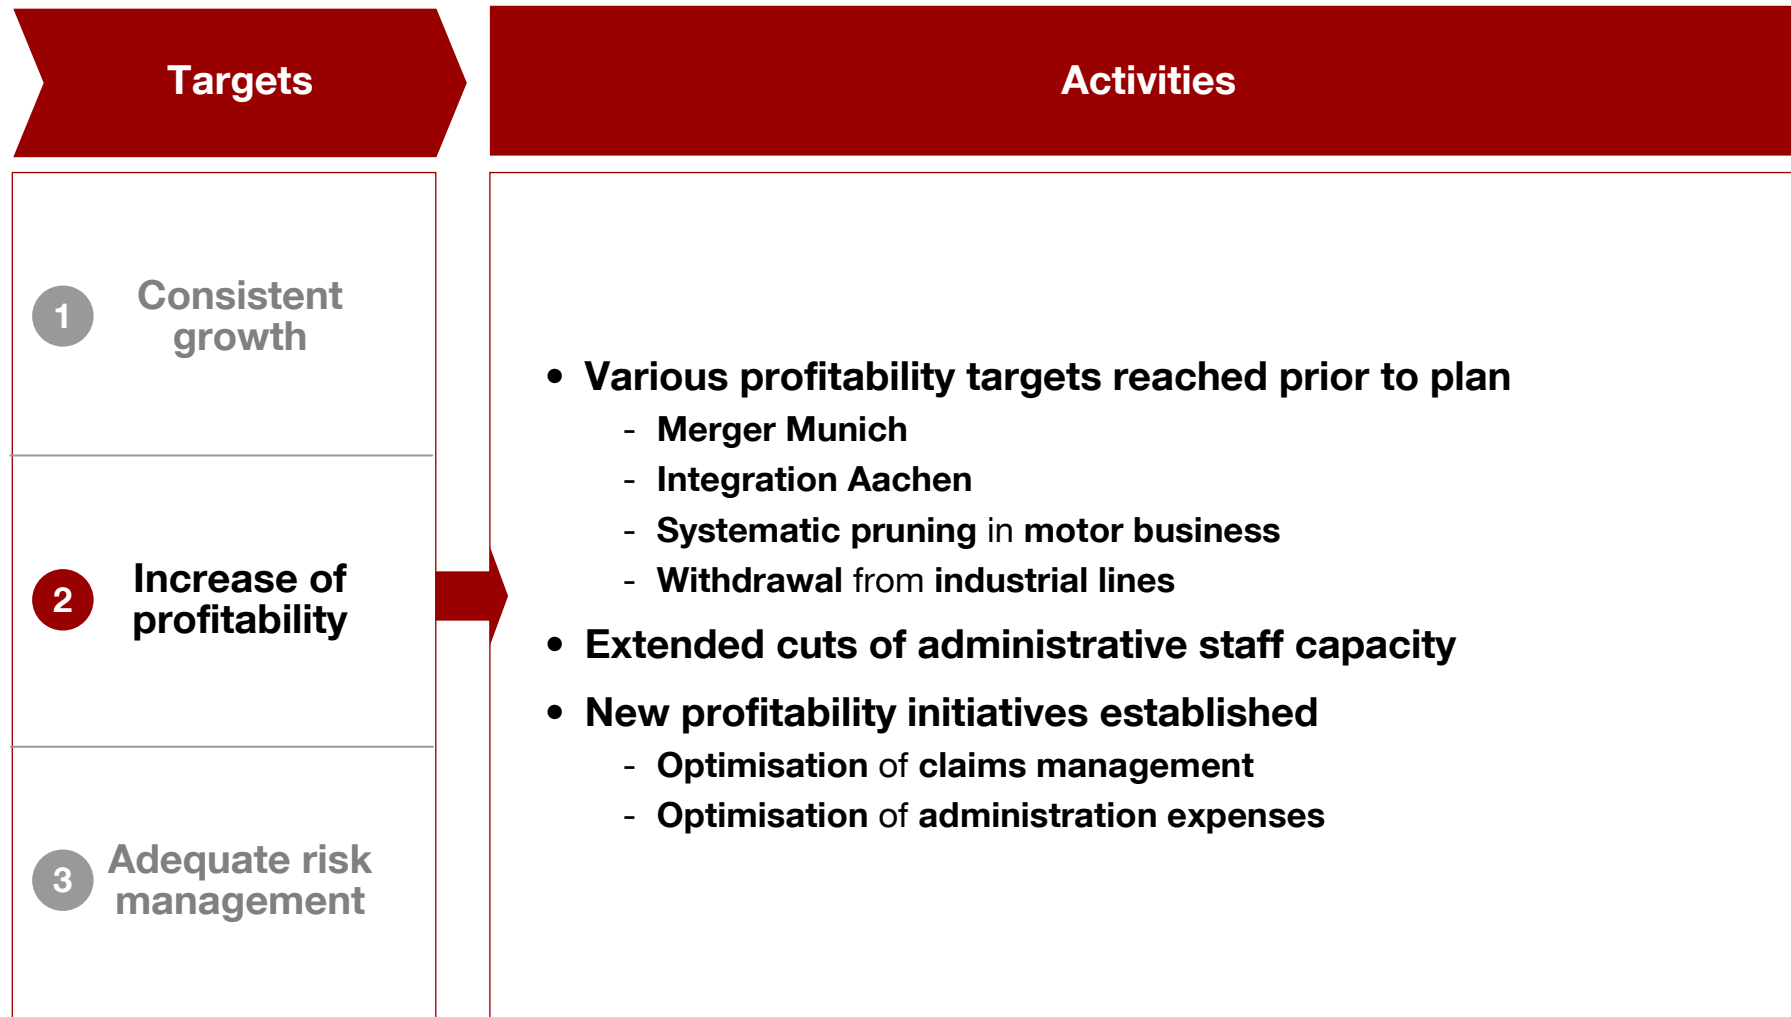 Targets
Activities
1
Consistent
growth
2
Increase of
profitability
3
Adequate risk
management
• Various profitability targets reached prior to plan
- Merger Munich
- Integration Aachen
- Systematic pruning in motor business
- Withdrawal from industrial lines
• Extended cuts of administrative staff capacity
• New profitability initiatives established
- Optimisation of claims management
- Optimisation of administration expenses